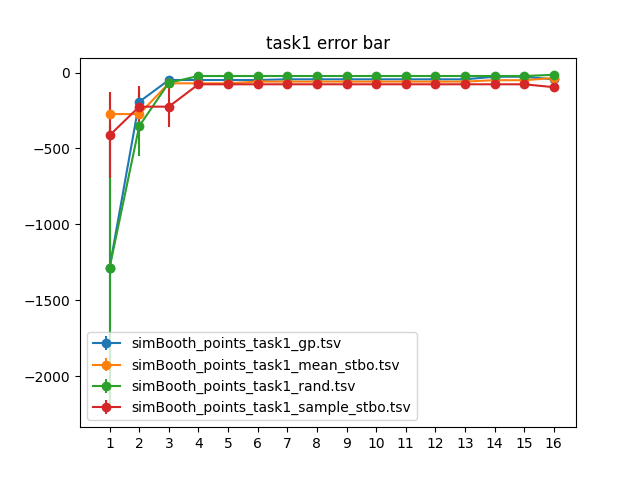 task1 error bar
0
−500
−1000
−1500
−2000
simBooth_points_task1_gp.tsv
simBooth_points_task1_mean_stbo.tsv
simBooth_points_task1_rand.tsv
simBooth_points_task1_sample_stbo.tsv
1 2 3 4 5 6 7 8 9 10 11 12 13 14 15 16